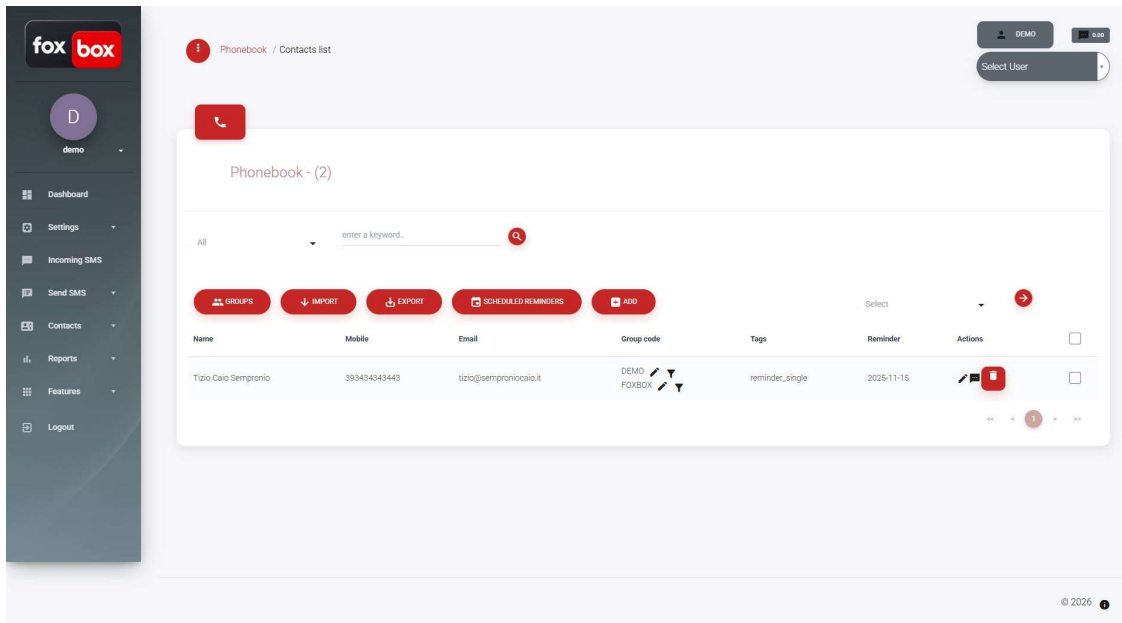 fox box
D
demo
Dashboard
Settings
Incoming SMS
Send SMS
Contacts
Reports
Features
Logout
Phonebook / Contacts list
DEMO
0.00
Select User
Phonebook - (2)
All
enter a keyword..
GROUPS
IMPORT
EXPORT
SCHEDULED REMINDERS
ADD
Select
Name Mobile Email Group code Tags Reminder Actions
Tizio Caio Sempronio 393434343443 tizio@semproniocaio.it DEMO reminder_single 2025-11-15
FOXBOX
<< < 1 > >>
© 2026